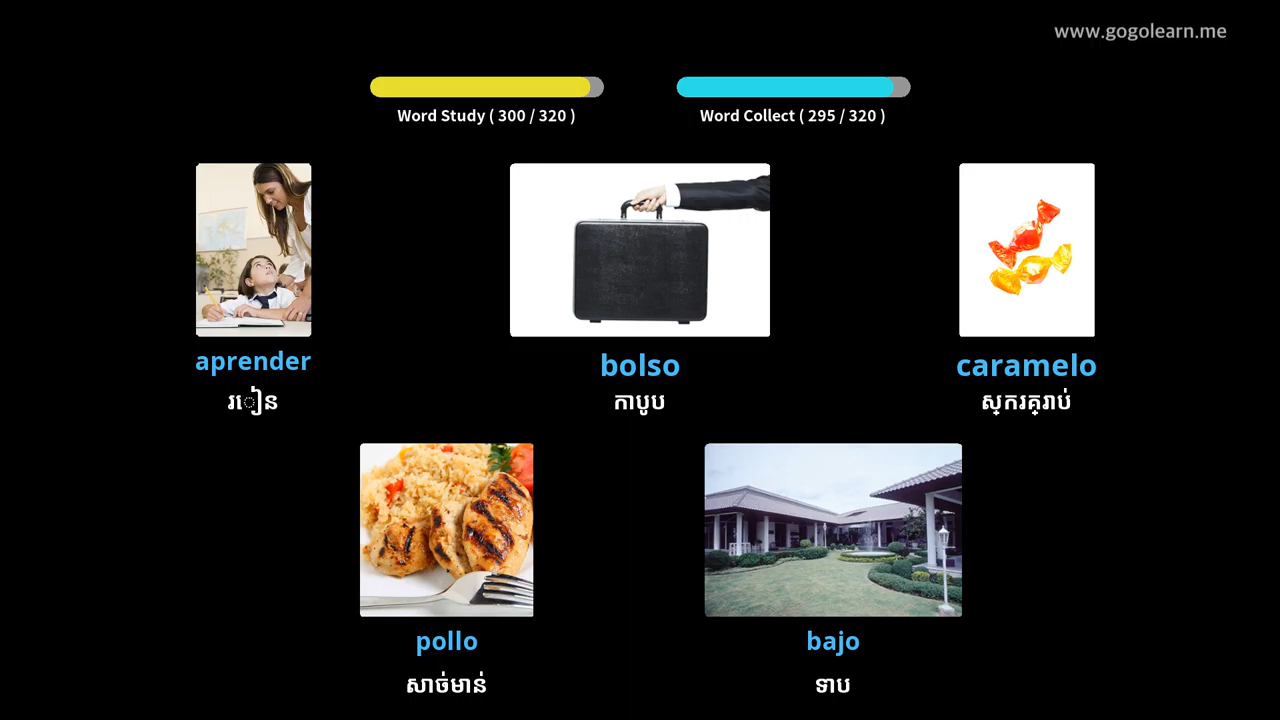 www.gogolearn.me
Word Study ( 300 / 320 )
Word Collect ( 295 / 320 )
aprender
រៀន
bolso
កាបូប
caramelo
ស្ករគ្រាប់
pollo
សាច់មាន់
bajo
ទាប